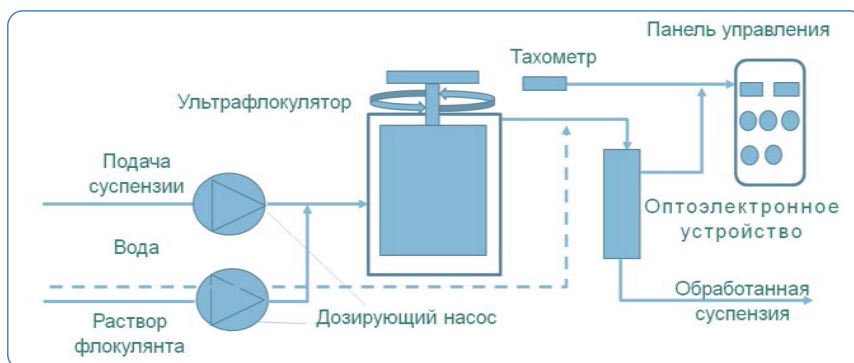 Панель управления
Тахометр
Ультрафлокулятор
Подача
суспензии
Оптоэлектронное
устройство
Вода
Обработанная
суспензия
Дозирующий насос
Раствор
флокулянта